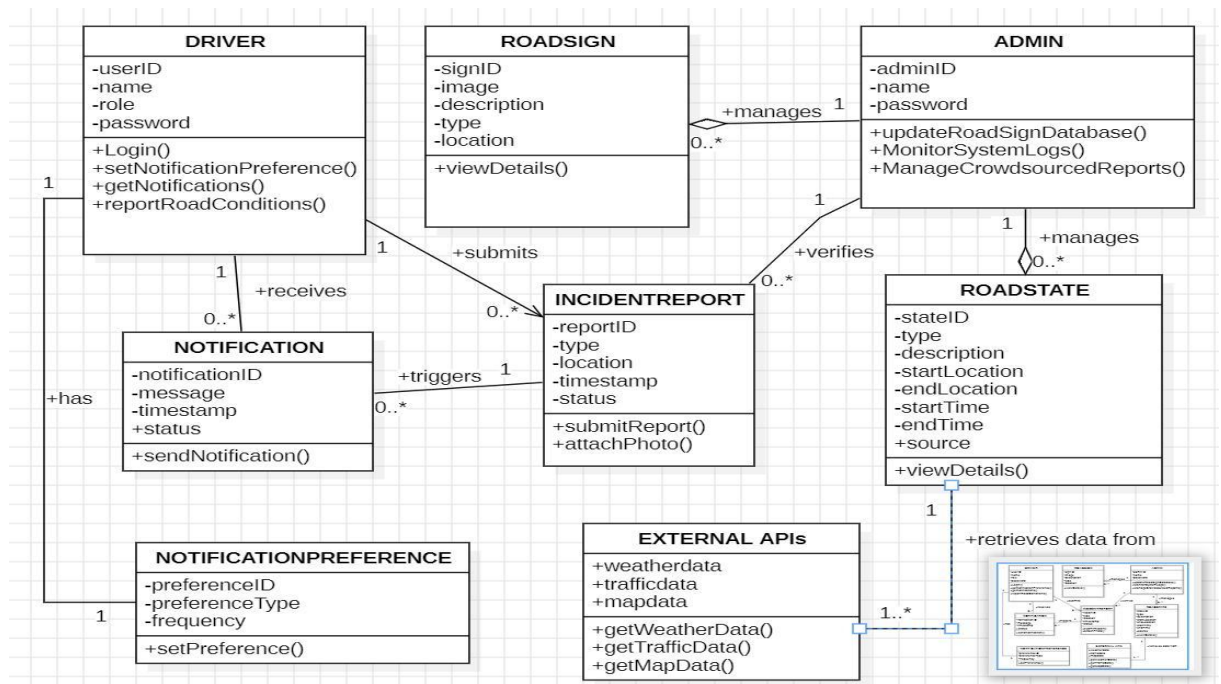 DRIVER
-userID
-name
-role
-password
+Login()
+setNotificationPreference()
+getNotifications()
+reportRoadConditions()
ROADSIGN
-signID
-image
-description
-type
-location
+viewDetails()
ADMIN
-adminID
-name
-password
+updateRoadSignDatabase()
+MonitorSystemLogs()
+ManageCrowdsourcedReports()
+manages
1
0..*
1
+has
1
1
+receives
0..*
1
+submits
0..*
1
+verifies
0..*
1
+manages
0..*
NOTIFICATION
-notificationID
-message
-timestamp
+status
+sendNotification()
+triggers
1
0..*
INCIDENTREPORT
-reportID
-type
-location
-timestamp
-status
+submitReport()
+attachPhoto()
ROADSTATE
-stateID
-type
-description
-startLocation
-endLocation
-startTime
-endTime
+source
+viewDetails()
1
+retrieves data from
1..*
NOTIFICATIONPREFERENCE
-preferenceID
-preferenceType
-frequency
+setPreference()
EXTERNAL APIs
+weatherdata
+trafficdata
+mapdata
+getWeatherData()
+getTrafficData()
+getMapData()